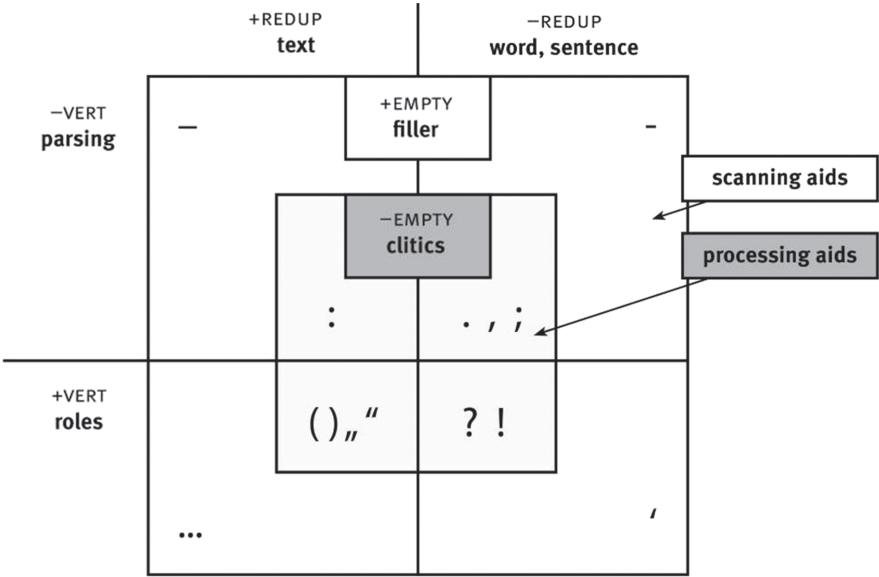 +REDUP
text
−REDUP
word, sentence
−VERT
parsing
+EMPTY
filler
–
-
scanning aids
−EMPTY
clitics
processing aids
:
. , ;
+VERT
roles
( ) „ “
? !
...
‘